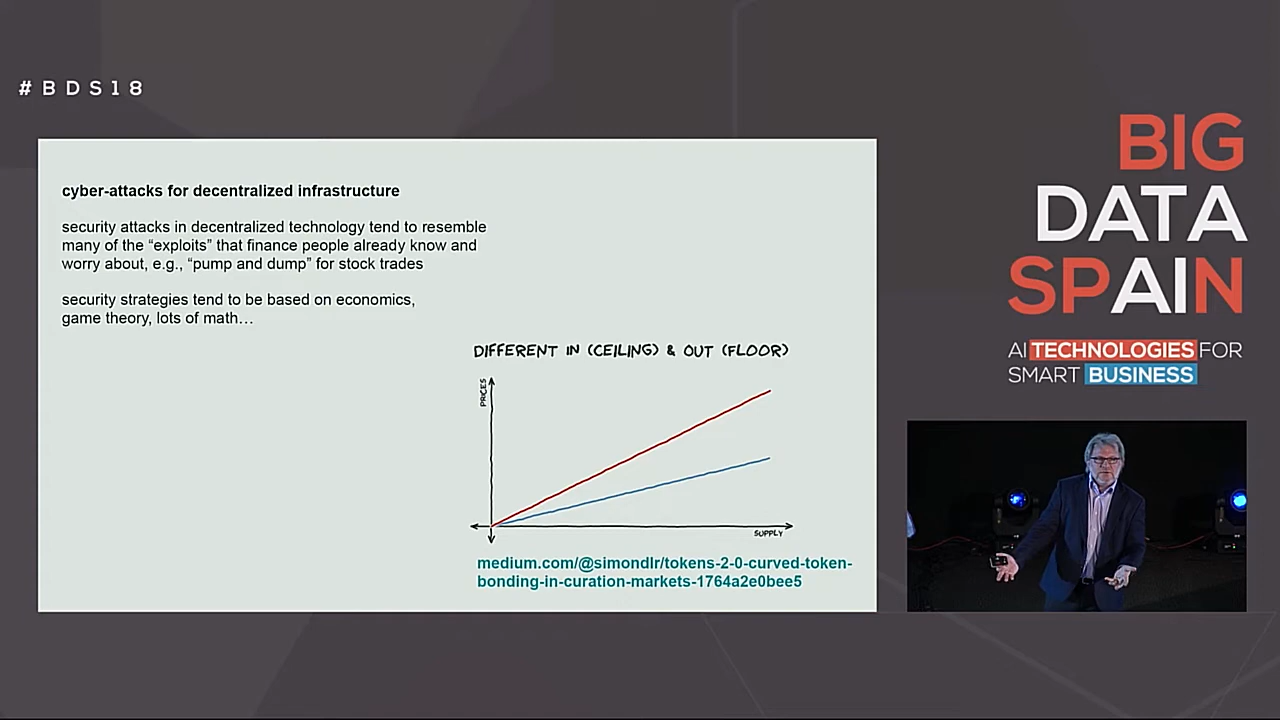 #BDS18
cyber-attacks for decentralized infrastructure
security attacks in decentralized technology tend to resemble
many of the “exploits” that finance people already know and
worry about, e.g., “pump and dump” for stock trades
security strategies tend to be based on economics,
game theory, lots of math…
DIFFERENT IN (CEILING) & OUT (FLOOR)
PRICES
SUPPLY
medium.com/@simondlr/tokens-2-0-curved-token-
bonding-in-curation-markets-1764a2e0bee5
BIG
DATA
SPAIN
AI TECHNOLOGIES FOR
SMART BUSINESS